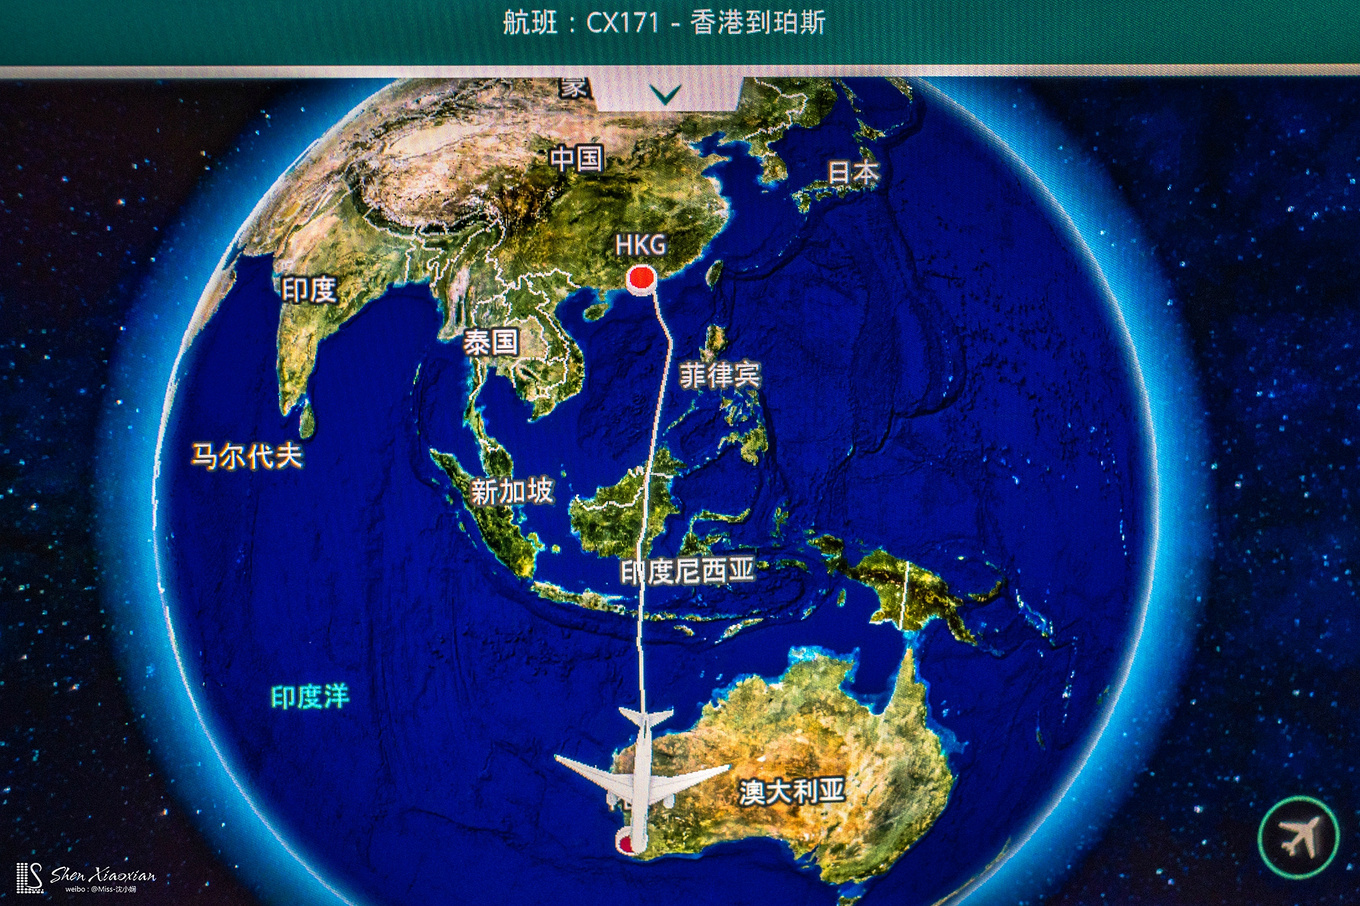 航班：CX171 - 香港到珀斯
中国
日本
HKG
印度
泰国
菲律宾
马尔代夫
新加坡
印度尼西亚
印度洋
澳大利亚
Shen Xiaoxian
weibo : @Miss-沈小娴